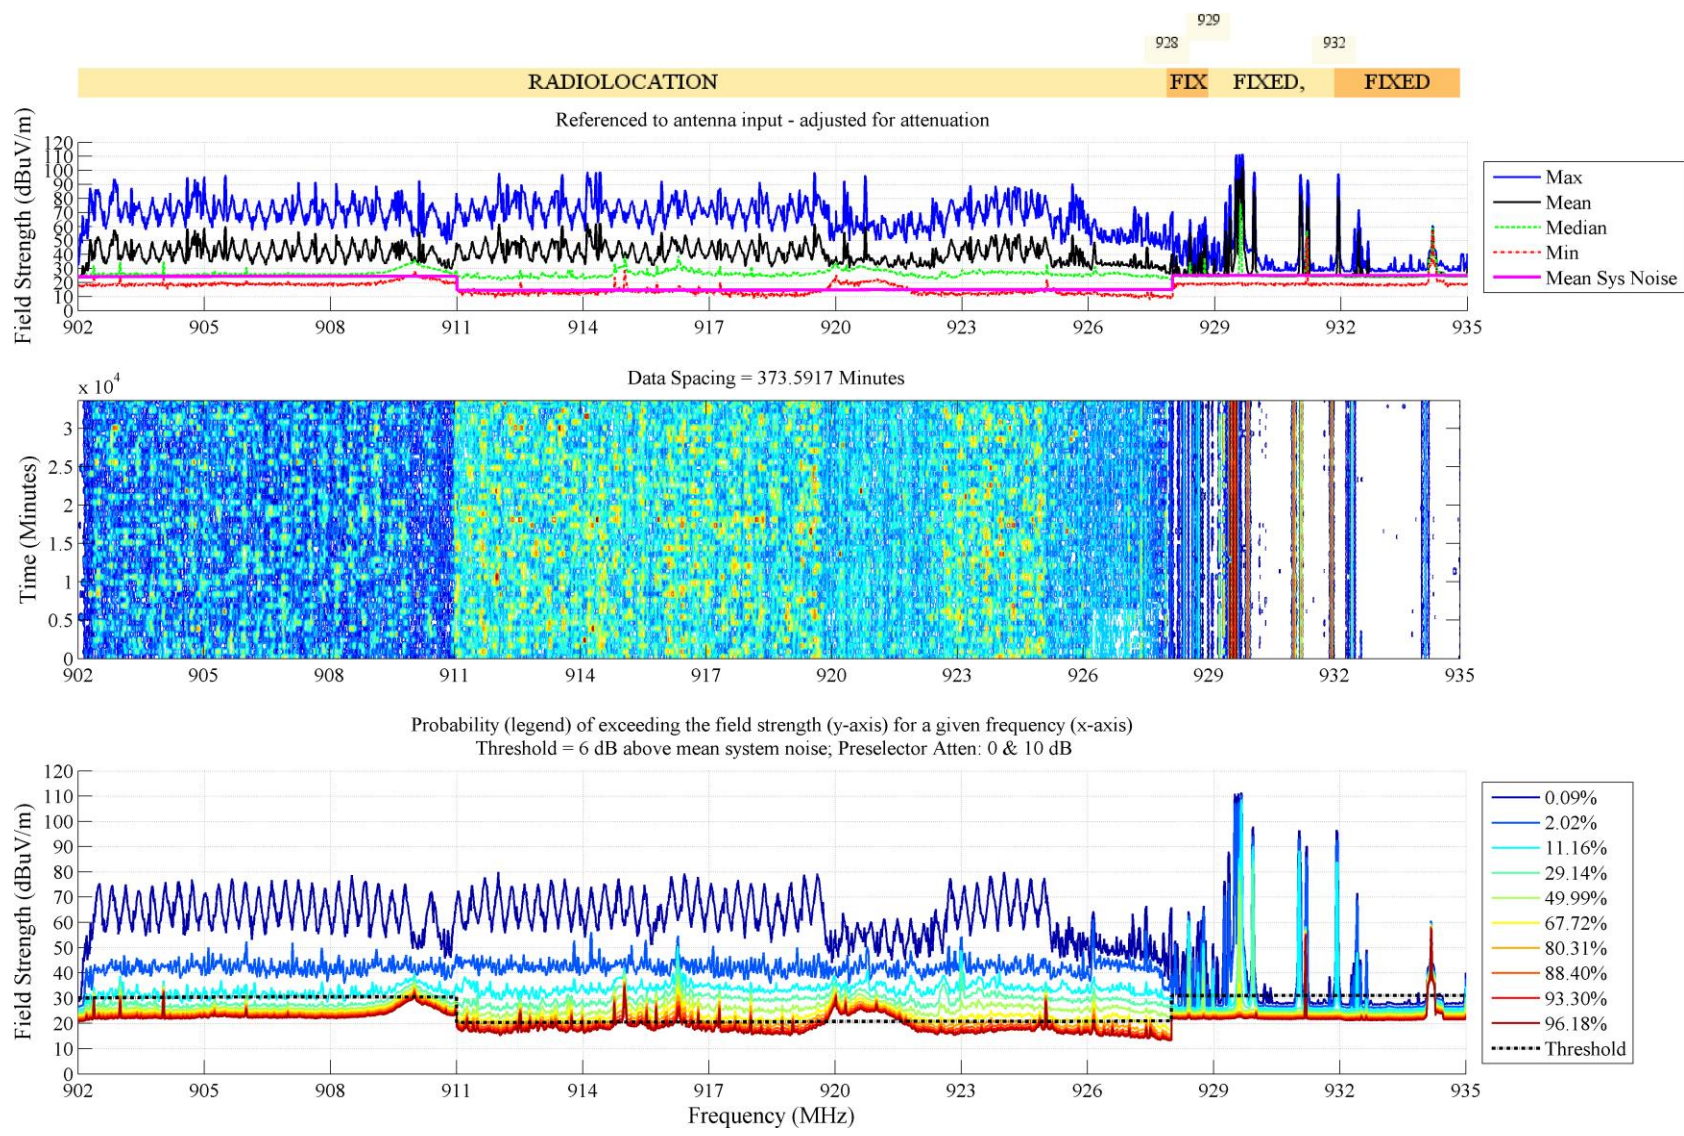 929
928
932
RADIOLOCATION FIX FIXED, FIXED
Referenced to antenna input - adjusted for attenuation
Field Strength (dBuV/m)
120
110
100
90
80
70
60
50
40
30
20
10
0
902 905 908 911 914 917 920 923 926 929 932 935
Max
Mean
Median
Min
Mean Sys Noise
Data Spacing = 373.5917 Minutes
x 10^4
Time (Minutes)
3
2.5
2
1.5
1
0.5
0
902 905 908 911 914 917 920 923 926 929 932 935
Probability (legend) of exceeding the field strength (y-axis) for a given frequency (x-axis)
Threshold = 6 dB above mean system noise; Preselector Atten: 0 & 10 dB
Field Strength (dBuV/m)
120
110
100
90
80
70
60
50
40
30
20
10
0
902 905 908 911 914 917 920 923 926 929 932 935
Frequency (MHz)
0.09%
2.02%
11.16%
29.14%
49.99%
67.72%
80.31%
88.40%
93.30%
96.18%
Threshold